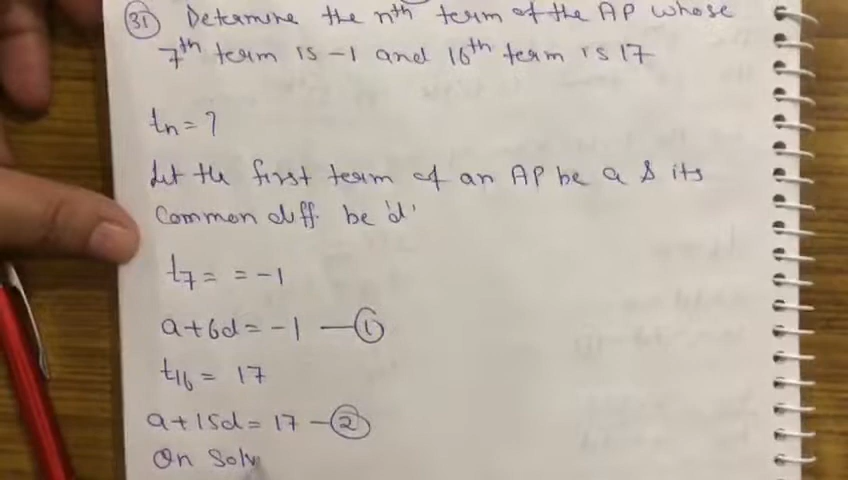 31 Determine the nth term of the AP whose
7th term is -1 and 16th term is 17
tn = ?
Let the first term of an AP be a & its
Common diff. be 'd'
t7 = = -1
a+6d = -1 — 1
t16 = 17
a+15d = 17 — 2
On Solv